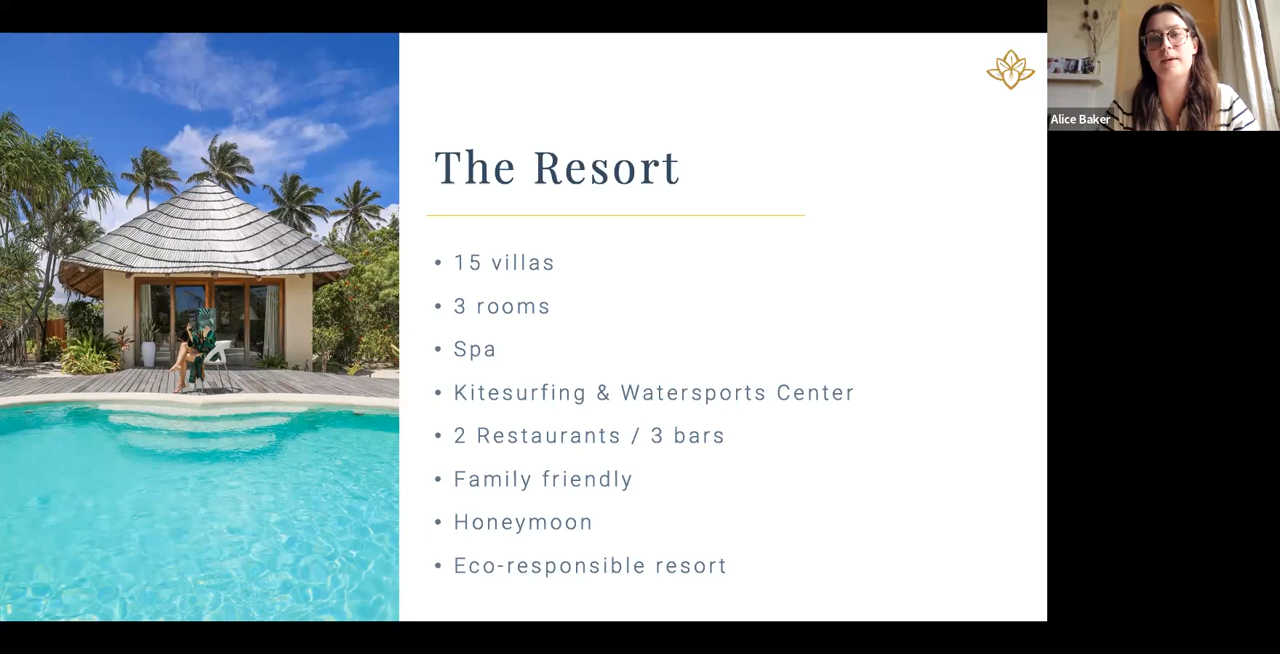 The Resort
• 15 villas
• 3 rooms
• Spa
• Kitesurfing & Watersports Center
• 2 Restaurants / 3 bars
• Family friendly
• Honeymoon
• Eco-responsible resort
Alice Baker